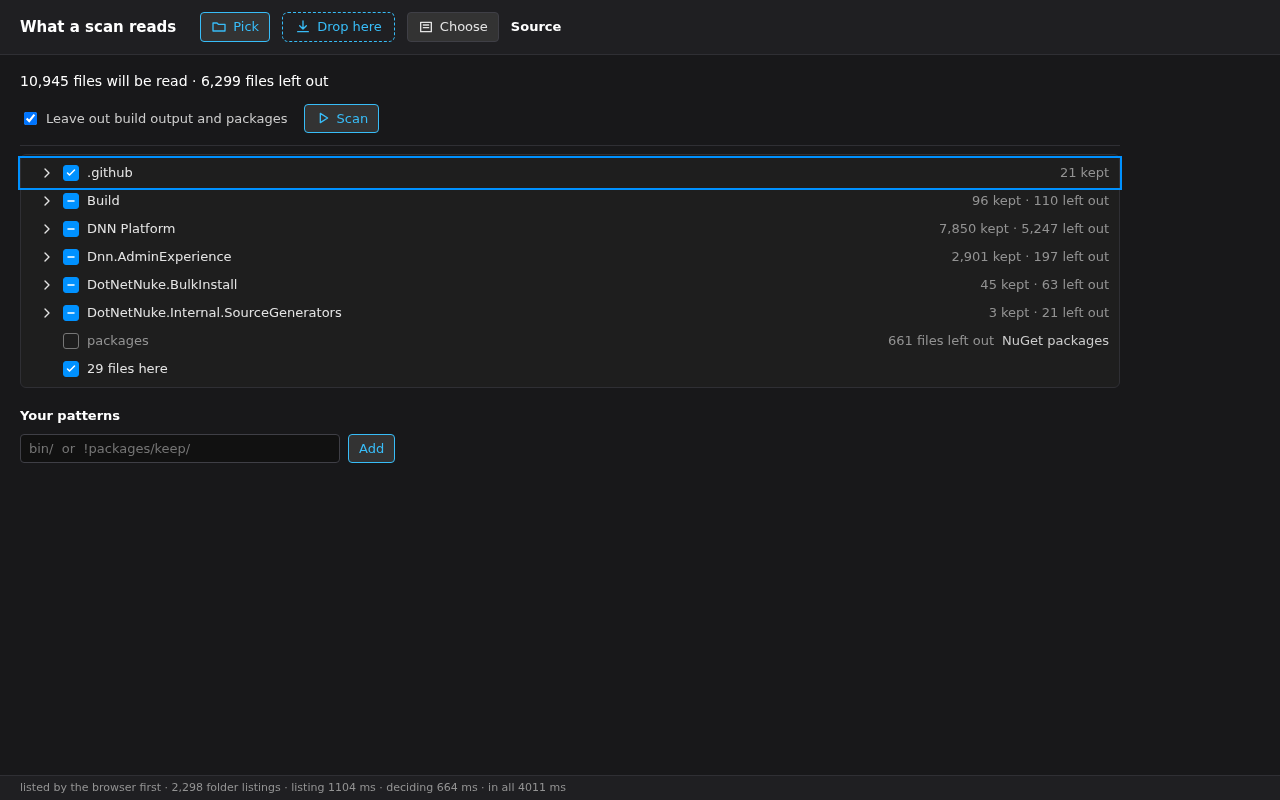 What a scan reads Pick Drop here Choose Source
10,945 files will be read · 6,299 files left out
Leave out build output and packages Scan
.github 21 kept
Build 96 kept · 110 left out
DNN Platform 7,850 kept · 5,247 left out
Dnn.AdminExperience 2,901 kept · 197 left out
DotNetNuke.BulkInstall 45 kept · 63 left out
DotNetNuke.Internal.SourceGenerators 3 kept · 21 left out
packages 661 files left out NuGet packages
29 files here
Your patterns
bin/ or !packages/keep/ Add
listed by the browser first · 2,298 folder listings · listing 1104 ms · deciding 664 ms · in all 4011 ms